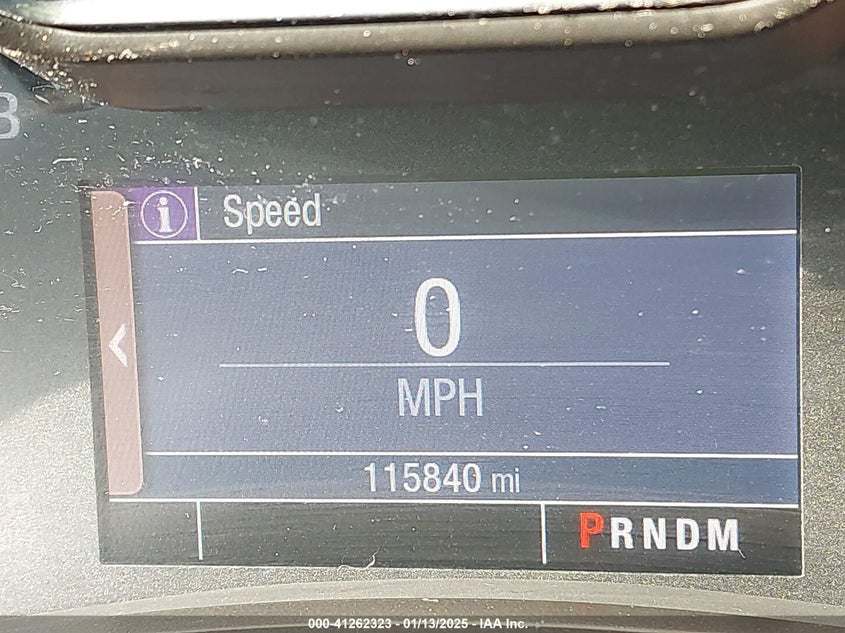 Speed
0
MPH
115840 mi
PRNDM
000-41262323 - 01/13/2025 - IAA Inc.